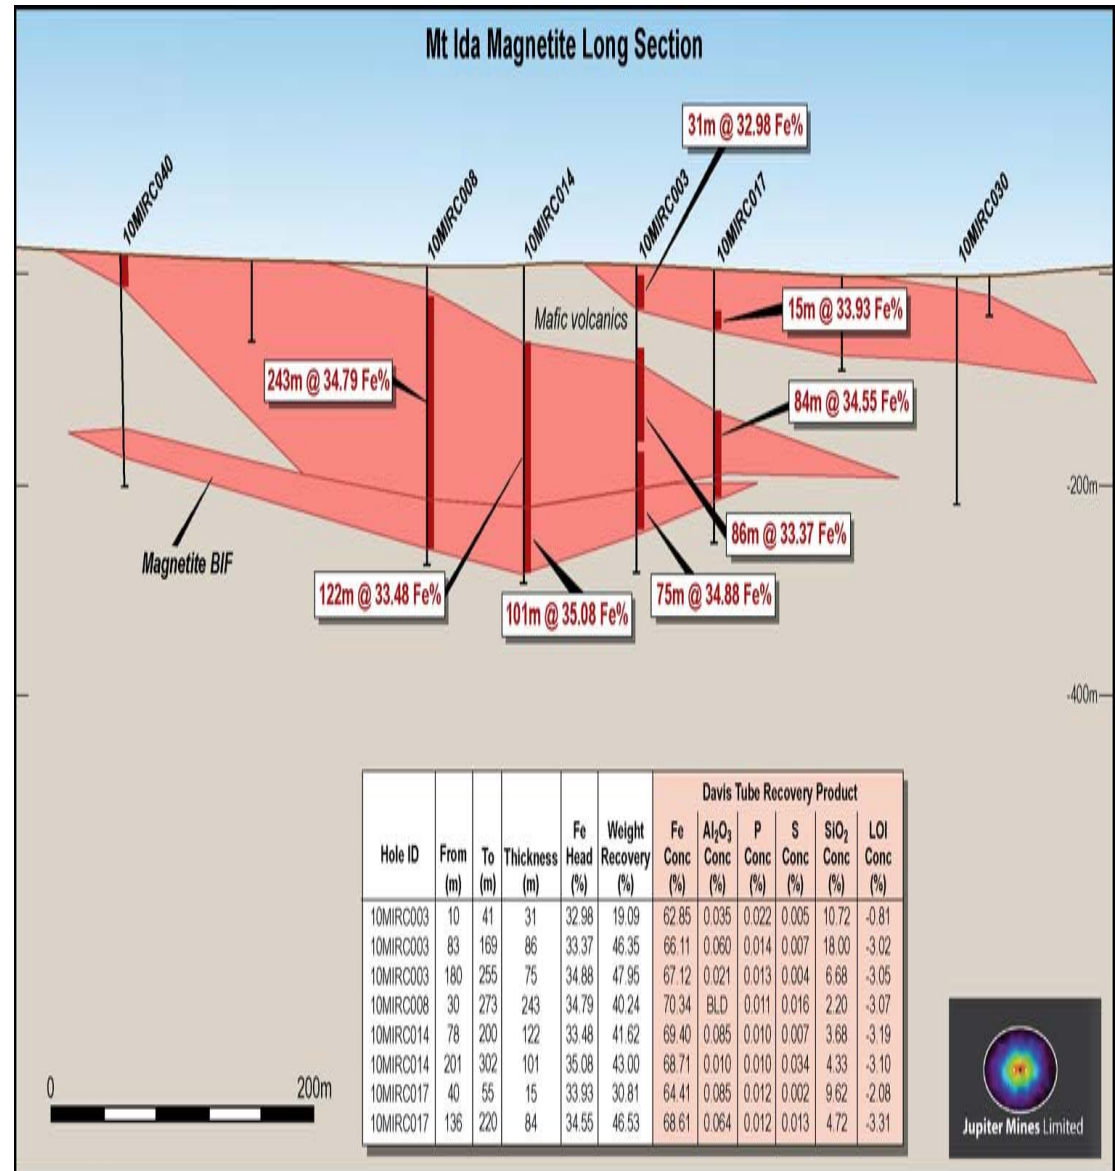 Mt Ida Magnetite Long Section
31m @ 32.98 Fe%
10MIRC040
10MIRC008
10MIRC014
10MIRC003
10MIRC017
10MIRC030
Mafic volcanics
15m @ 33.93 Fe%
243m @ 34.79 Fe%
84m @ 34.55 Fe%
-200m
86m @ 33.37 Fe%
Magnetite BIF
122m @ 33.48 Fe%
101m @ 35.08 Fe%
75m @ 34.88 Fe%
-400m
Davis Tube Recovery Product
Hole ID From (m) To (m) Thickness (m) Fe Head (%) Weight Recovery (%) Fe Conc (%) Al₂O₃ Conc (%) P Conc (%) S Conc (%) SiO₂ Conc (%) LOI Conc (%)
10MIRC003 10 41 31 32.98 19.09 62.85 0.035 0.022 0.005 10.72 -0.81
10MIRC003 83 169 86 33.37 46.35 66.11 0.060 0.014 0.007 18.00 -3.02
10MIRC003 180 255 75 34.88 47.95 67.12 0.021 0.013 0.004 6.68 -3.05
10MIRC008 30 273 243 34.79 40.24 70.34 BLD 0.011 0.016 2.20 -3.07
10MIRC014 78 200 122 33.48 41.62 69.40 0.085 0.010 0.007 3.68 -3.19
10MIRC014 201 302 101 35.08 43.00 68.71 0.010 0.010 0.034 4.33 -3.10
10MIRC017 40 55 15 33.93 30.81 64.41 0.085 0.012 0.002 9.62 -2.08
10MIRC017 136 220 84 34.55 46.53 68.61 0.064 0.012 0.013 4.72 -3.31
0 200m
Jupiter Mines Limited